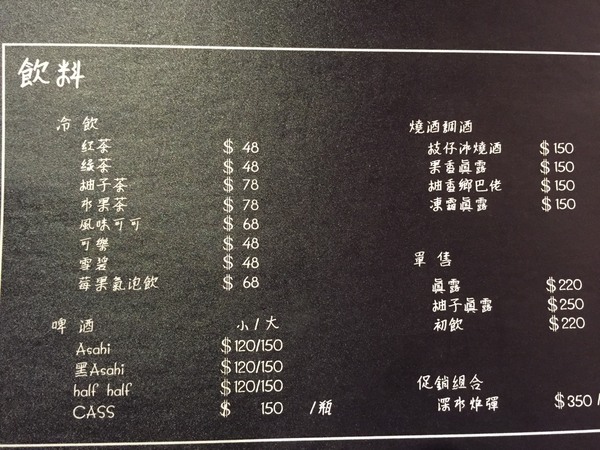 飲料
冷飲
紅茶 $ 48
綠茶 $ 48
柚子茶 $ 78
水果茶 $ 78
風味可可 $ 68
可樂 $ 48
雪碧 $ 48
莓果氣泡飲 $ 68
啤酒 小/大
Asahi $120/150
黑Asahi $120/150
half half $120/150
CASS $ 150 /瓶
燒酒調酒
妓仔沖燒酒 $150
果香真露 $150
柚香鄉巴佬 $150
凍霜真露 $150
單售
真露 $220
柚子真露 $250
初飲 $220
促銷組合
深水炸彈 $350 /